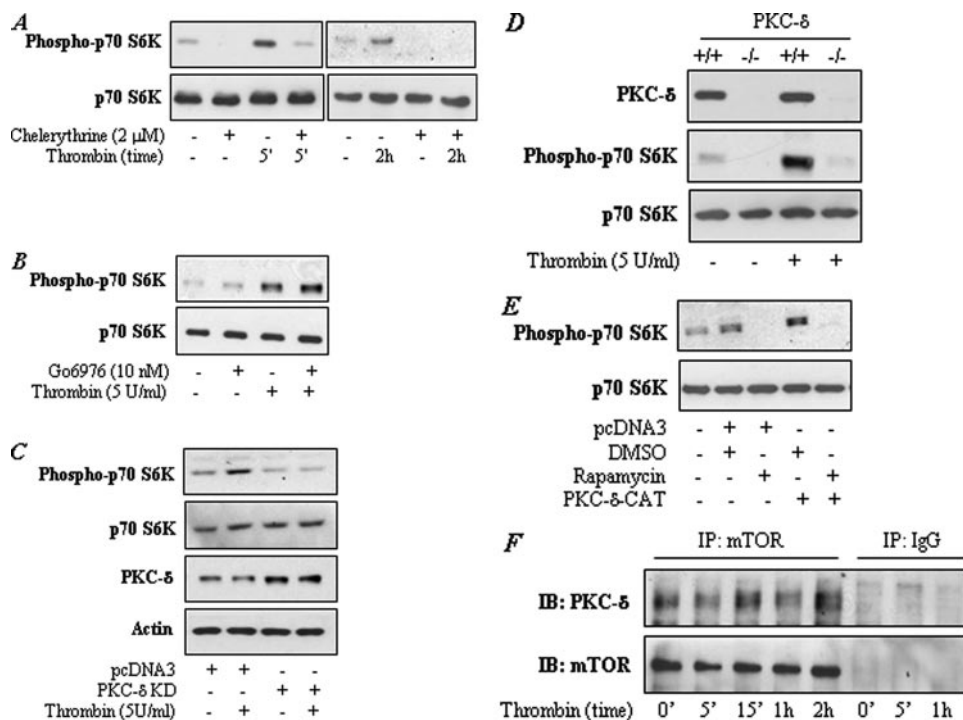 A
Phospho-p70 S6K
p70 S6K
Chelerythrine (2 μM) - + - + - - + +
Thrombin (time) - - 5' 5' - 2h - 2h
B
Phospho-p70 S6K
p70 S6K
Go6976 (10 nM) - + - +
Thrombin (5 U/ml) - - + +
C
Phospho-p70 S6K
p70 S6K
PKC-δ
Actin
pcDNA3 + + - -
PKC-δ KD - - + +
Thrombin (5U/ml) - + - +
D
PKC-δ
+/+ -/- +/+ -/-
PKC-δ
Phospho-p70 S6K
p70 S6K
Thrombin (5 U/ml) - - + +
E
Phospho-p70 S6K
p70 S6K
pcDNA3 - + + - -
DMSO - + - + -
Rapamycin - - + - +
PKC-δ-CAT - - - + +
F
IP: mTOR IP: IgG
IB: PKC-δ
IB: mTOR
Thrombin (time) 0' 5' 15' 1h 2h 0' 5' 1h